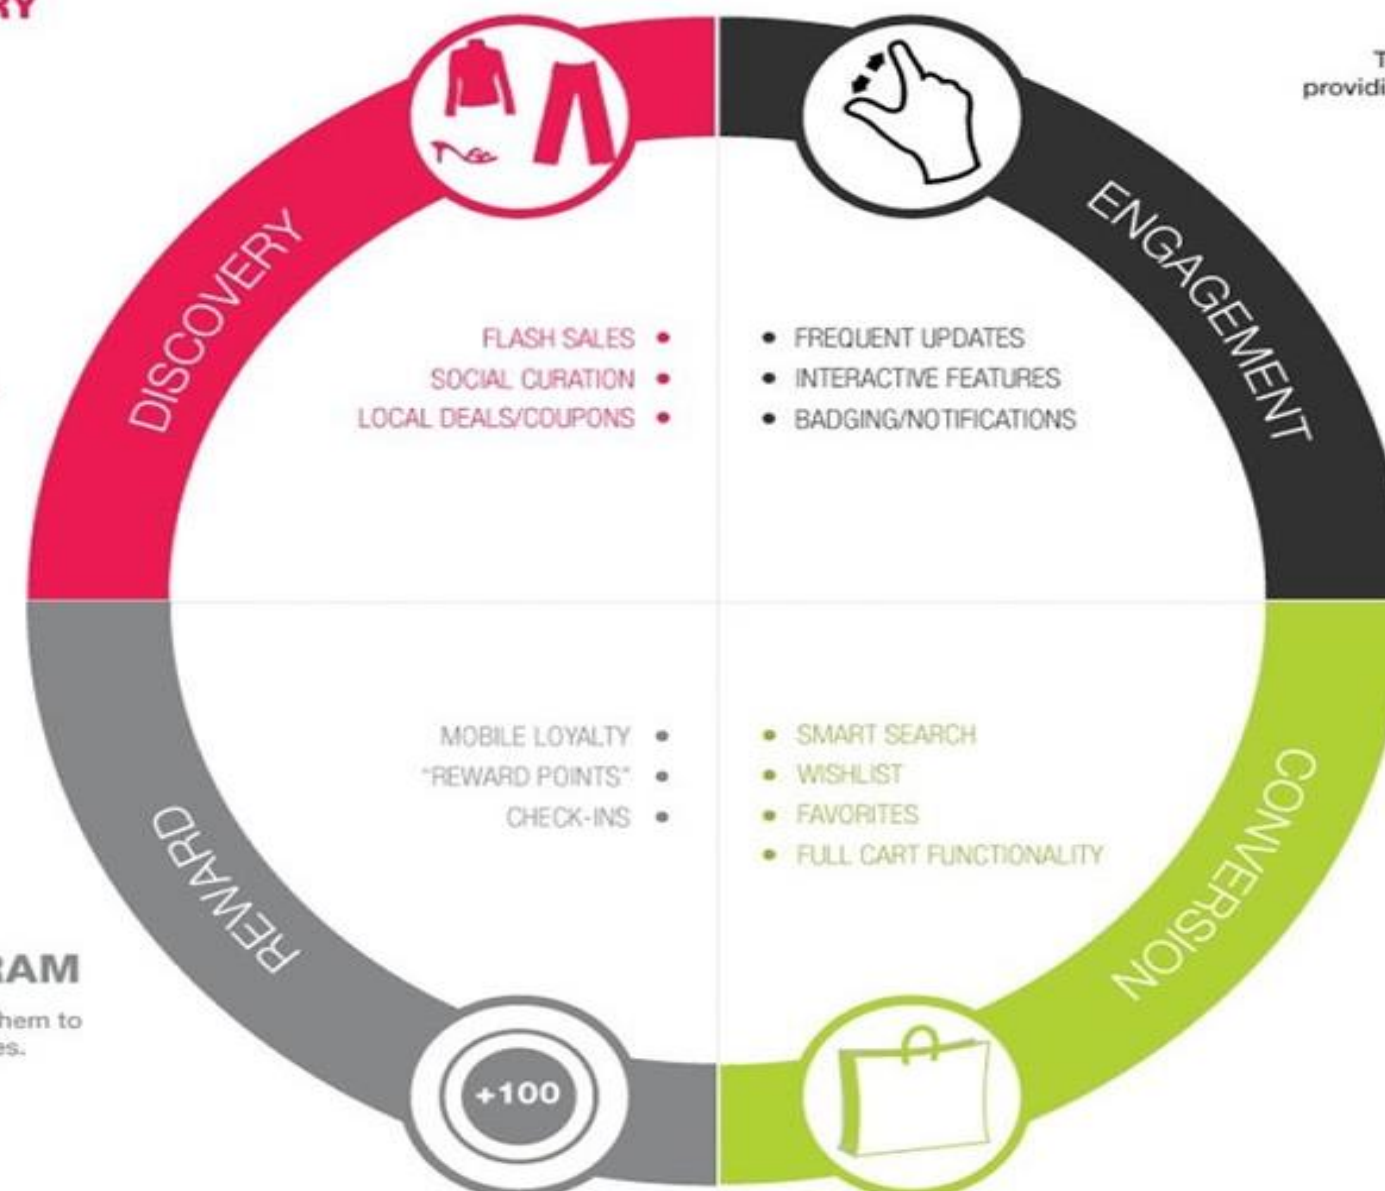 RY
T
providi
DISCOVERY
ENGAGEMENT
FLASH SALES •
SOCIAL CURATION •
LOCAL DEALS/COUPONS •
• FREQUENT UPDATES
• INTERACTIVE FEATURES
• BADGING/NOTIFICATIONS
MOBILE LOYALTY •
"REWARD POINTS" •
CHECK-INS •
• SMART SEARCH
• WISHLIST
• FAVORITES
• FULL CART FUNCTIONALITY
REWARD
CONVERSION
RAM
hem to
es.
+100